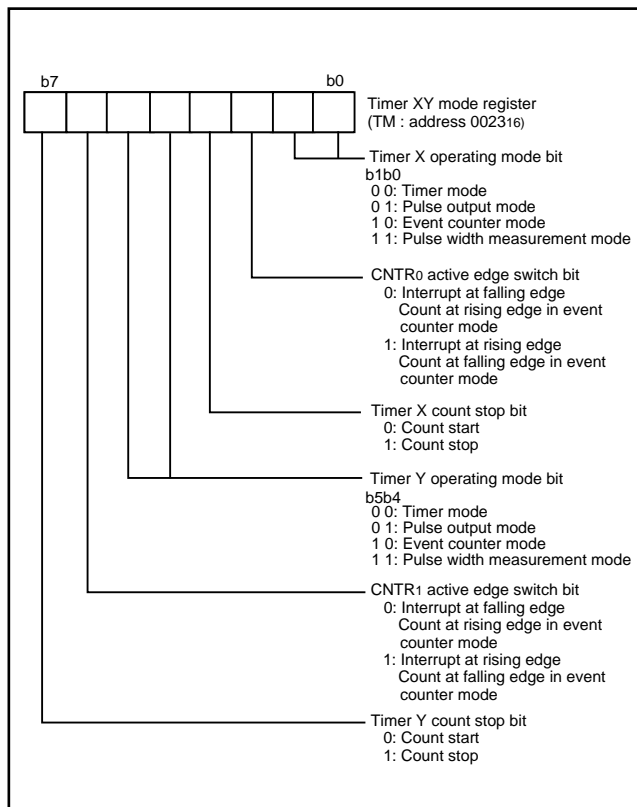 b7 b0
Timer XY mode register
(TM : address 002316)
Timer X operating mode bit
b1b0
0 0: Timer mode
0 1: Pulse output mode
1 0: Event counter mode
1 1: Pulse width measurement mode
CNTR0 active edge switch bit
0: Interrupt at falling edge
Count at rising edge in event
counter mode
1: Interrupt at rising edge
Count at falling edge in event
counter mode
Timer X count stop bit
0: Count start
1: Count stop
Timer Y operating mode bit
b5b4
0 0: Timer mode
0 1: Pulse output mode
1 0: Event counter mode
1 1: Pulse width measurement mode
CNTR1 active edge switch bit
0: Interrupt at falling edge
Count at rising edge in event
counter mode
1: Interrupt at rising edge
Count at falling edge in event
counter mode
Timer Y count stop bit
0: Count start
1: Count stop